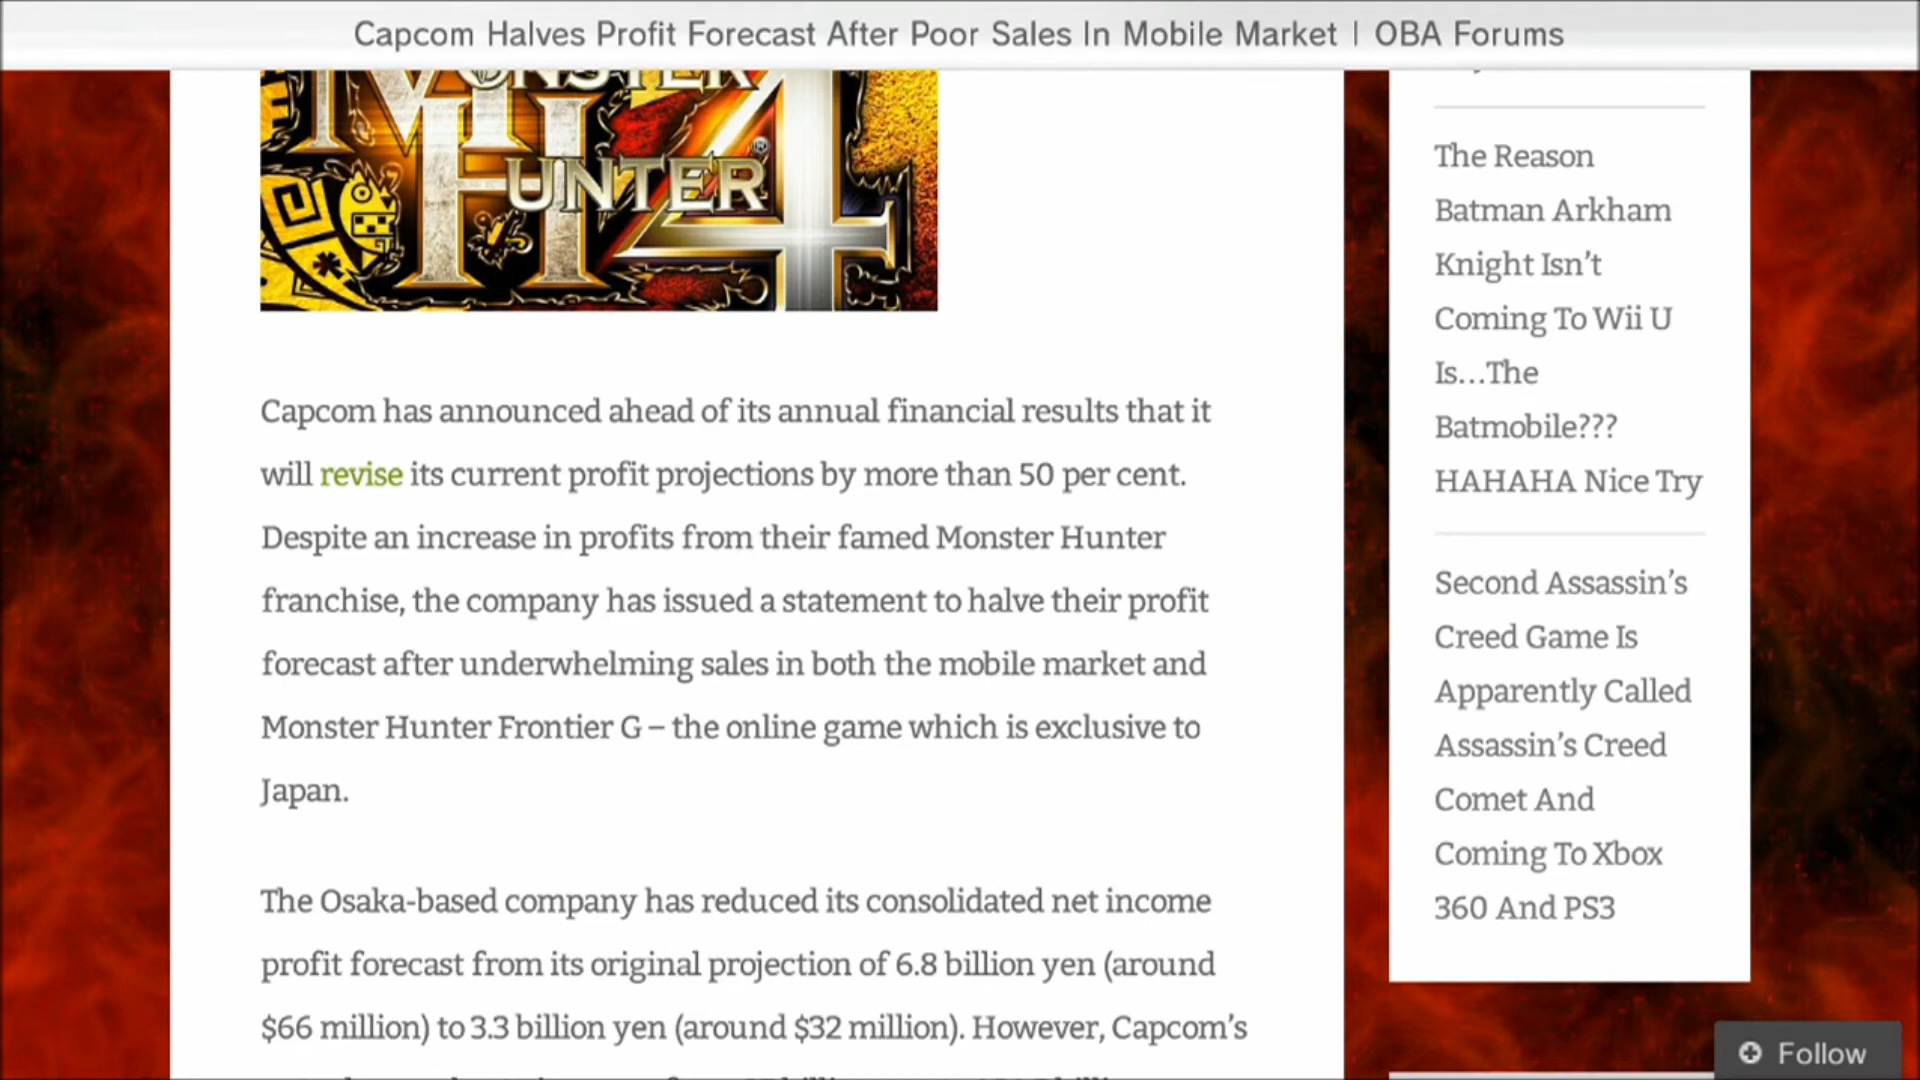 Capcom Halves Profit Forecast After Poor Sales In Mobile Market | OBA Forums
MONSTER
HUNTER
®
4
Capcom has announced ahead of its annual financial results that it
will revise its current profit projections by more than 50 per cent.
Despite an increase in profits from their famed Monster Hunter
franchise, the company has issued a statement to halve their profit
forecast after underwhelming sales in both the mobile market and
Monster Hunter Frontier G – the online game which is exclusive to
Japan.
The Osaka-based company has reduced its consolidated net income
profit forecast from its original projection of 6.8 billion yen (around
$66 million) to 3.3 billion yen (around $32 million). However, Capcom’s
The Reason
Batman Arkham
Knight Isn’t
Coming To Wii U
Is…The
Batmobile???
HAHAHA Nice Try
Second Assassin’s
Creed Game Is
Apparently Called
Assassin’s Creed
Comet And
Coming To Xbox
360 And PS3
Follow